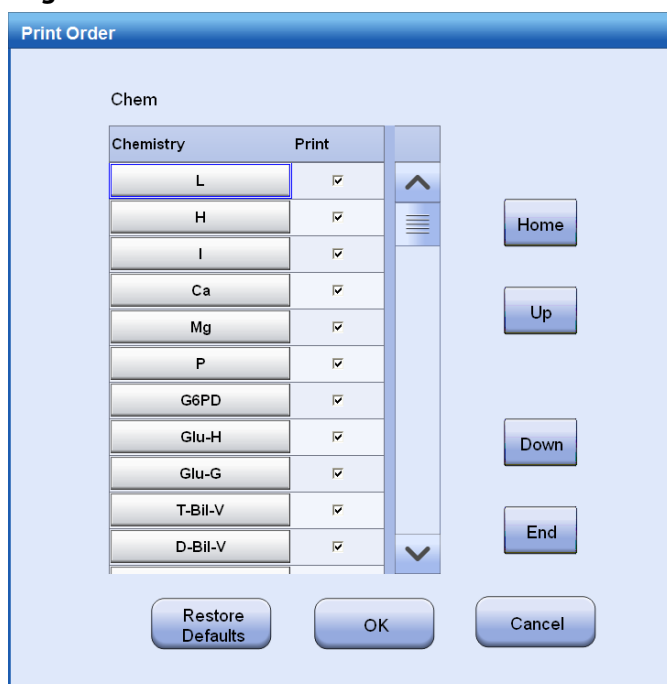 Print Order
Chem
Chemistry Print
L
H
I
Ca
Mg
P
G6PD
Glu-H
Glu-G
T-Bil-V
D-Bil-V
Home
Up
Down
End
Restore
Defaults
OK
Cancel